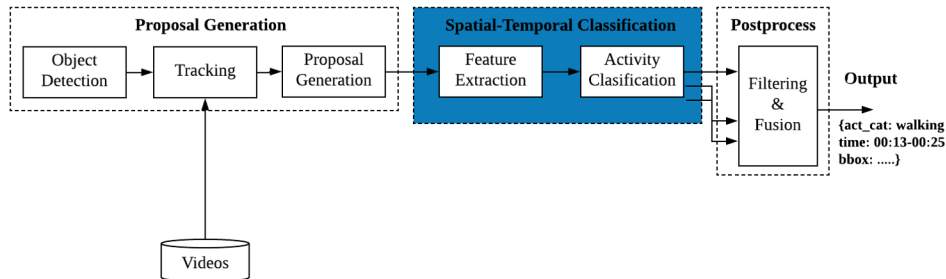 Proposal Generation
Object
Detection
Tracking
Proposal
Generation
Spatial-Temporal Classification
Feature
Extraction
Activity
Clasification
Postprocess
Filtering
&
Fusion
Output
{act_cat: walking
time: 00:13-00:25
bbox: .....}
Videos